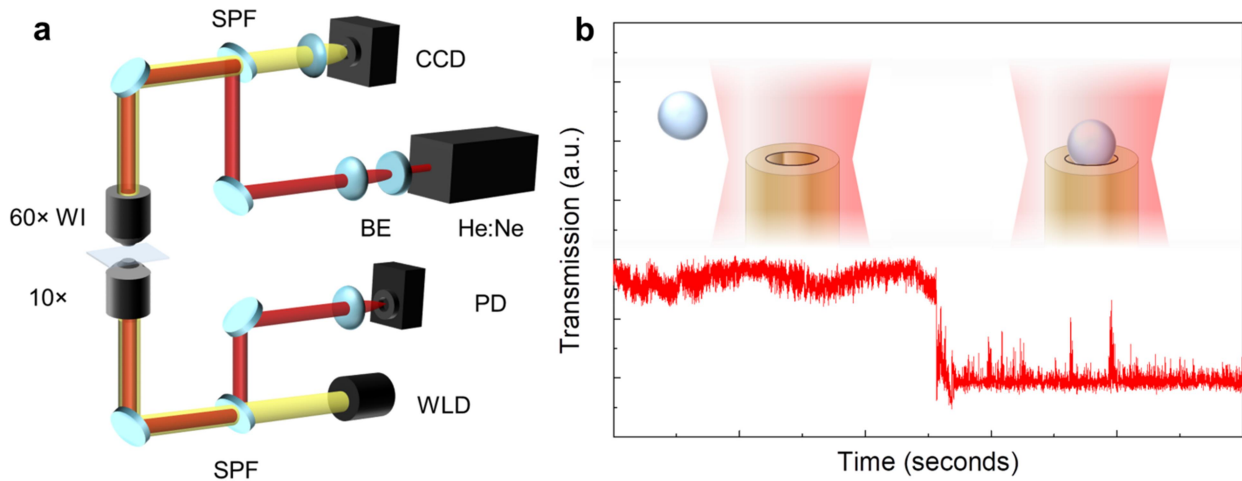 a
SPF
CCD
60× WI
BE
He:Ne
10×
PD
WLD
SPF
b
Transmission (a.u.)
Time (seconds)